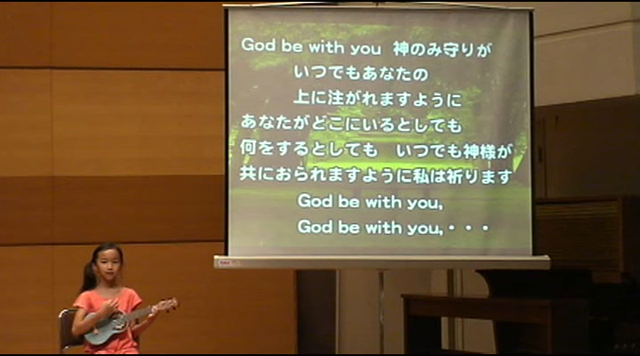 God be with you 神のみ守りが
いつでもあなたの
上に注がれますように
あなたがどこにいるとしても
何をするとしても いつでも神様が
共におられますように私は祈ります
God be with you,
God be with you,・・・